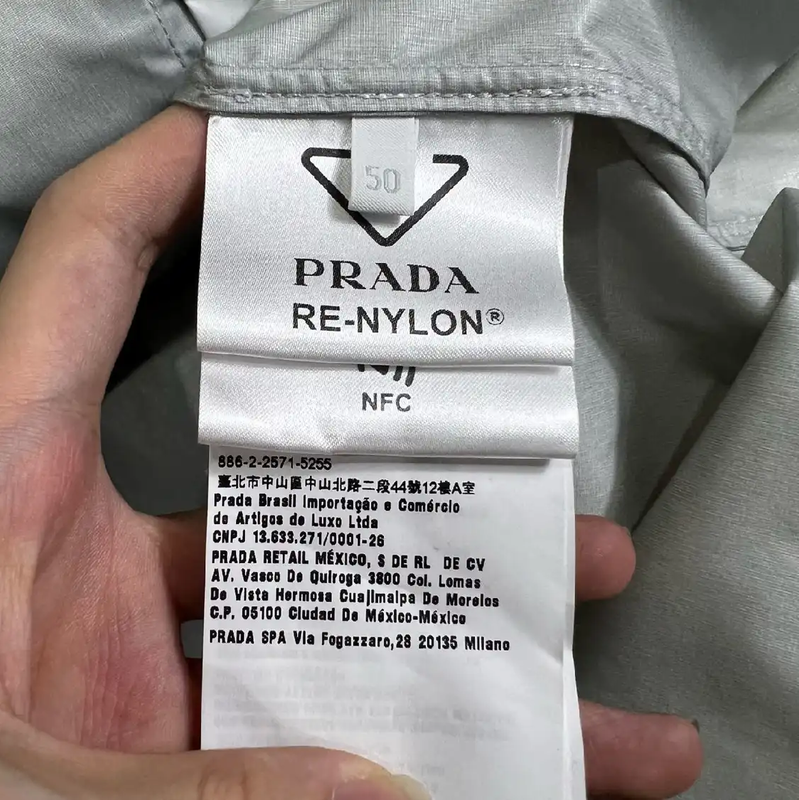 50
PRADA
RE-NYLON®
NFC
886-2-2571-5255
臺北市中山區中山北路二段44號12樓A室
Prada Brasil Importação e Comércio
de Artigos de Luxo Ltda
CNPJ 13.633.271/0001-26
PRADA RETAIL MÉXICO, S DE RL DE CV
AV. Vasco De Quiroga 3800 Col. Lomas
De Vista Hermosa Cuajimalpa De Morelos
C.P. 05100 Ciudad De México-México
PRADA SPA Via Fogazzaro,28 20135 Milano